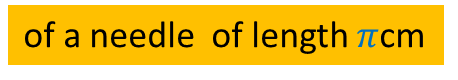 of a needle of length πcm